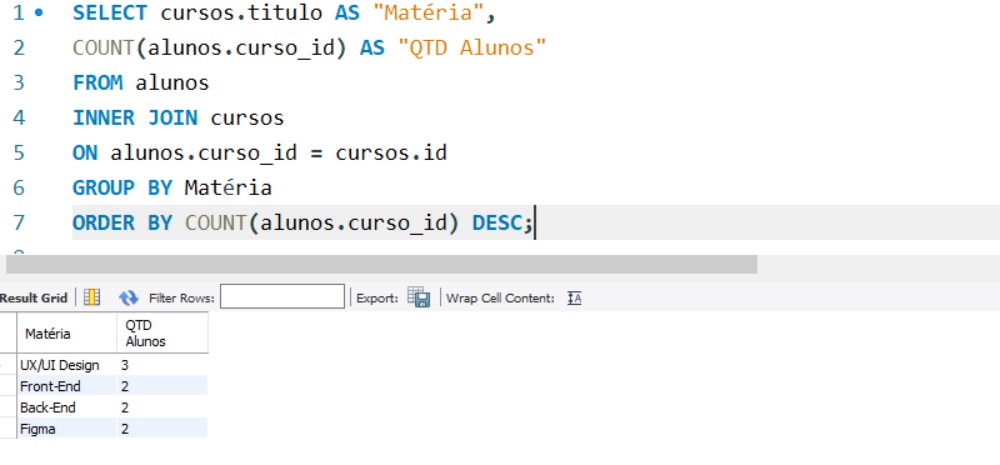 1 SELECT cursos.titulo AS "Matéria",
2 COUNT(alunos.curso_id) AS "QTD Alunos"
3 FROM alunos
4 INNER JOIN cursos
5 ON alunos.curso_id = cursos.id
6 GROUP BY Matéria
7 ORDER BY COUNT(alunos.curso_id) DESC;
Result Grid Filter Rows: Export: Wrap Cell Content:
Matéria QTD Alunos
UX/UI Design 3
Front-End 2
Back-End 2
Figma 2